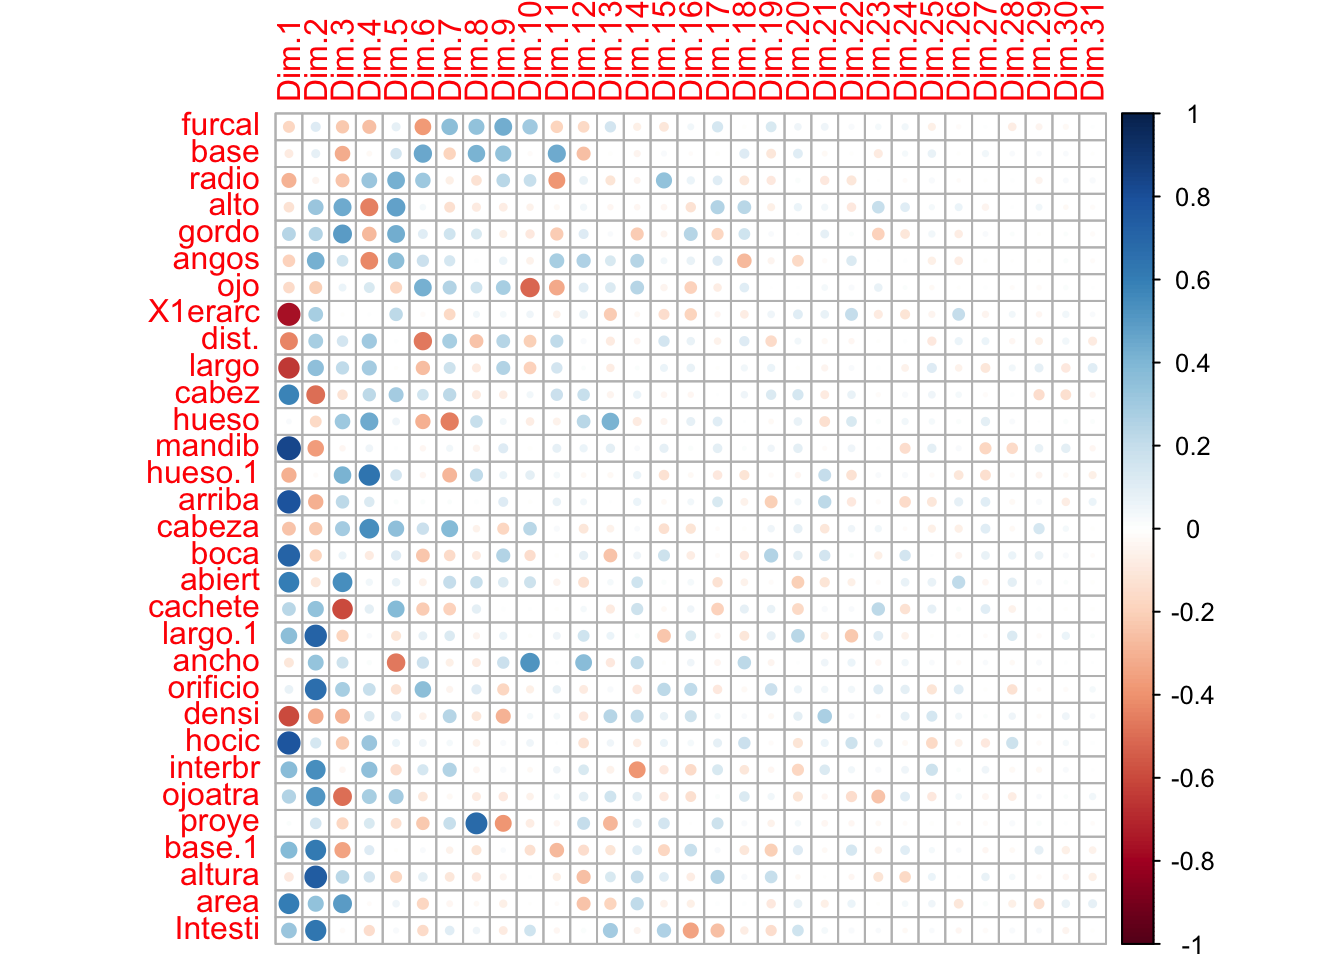 Dim.1
Dim.2
Dim.3
Dim.4
Dim.5
Dim.6
Dim.7
Dim.8
Dim.9
Dim.10
Dim.11
Dim.12
Dim.13
Dim.14
Dim.15
Dim.16
Dim.17
Dim.18
Dim.19
Dim.20
Dim.21
Dim.22
Dim.23
Dim.24
Dim.25
Dim.26
Dim.27
Dim.28
Dim.29
Dim.30
Dim.31
furcal
base
radio
alto
gordo
angos
ojo
X1erarc
dist.
largo
cabez
hueso
mandib
hueso.1
arriba
cabeza
boca
abiert
cachete
largo.1
ancho
orificio
densi
hocic
interbr
ojoatra
proye
base.1
altura
area
Intesti
1
0.8
0.6
0.4
0.2
0
-0.2
-0.4
-0.6
-0.8
-1